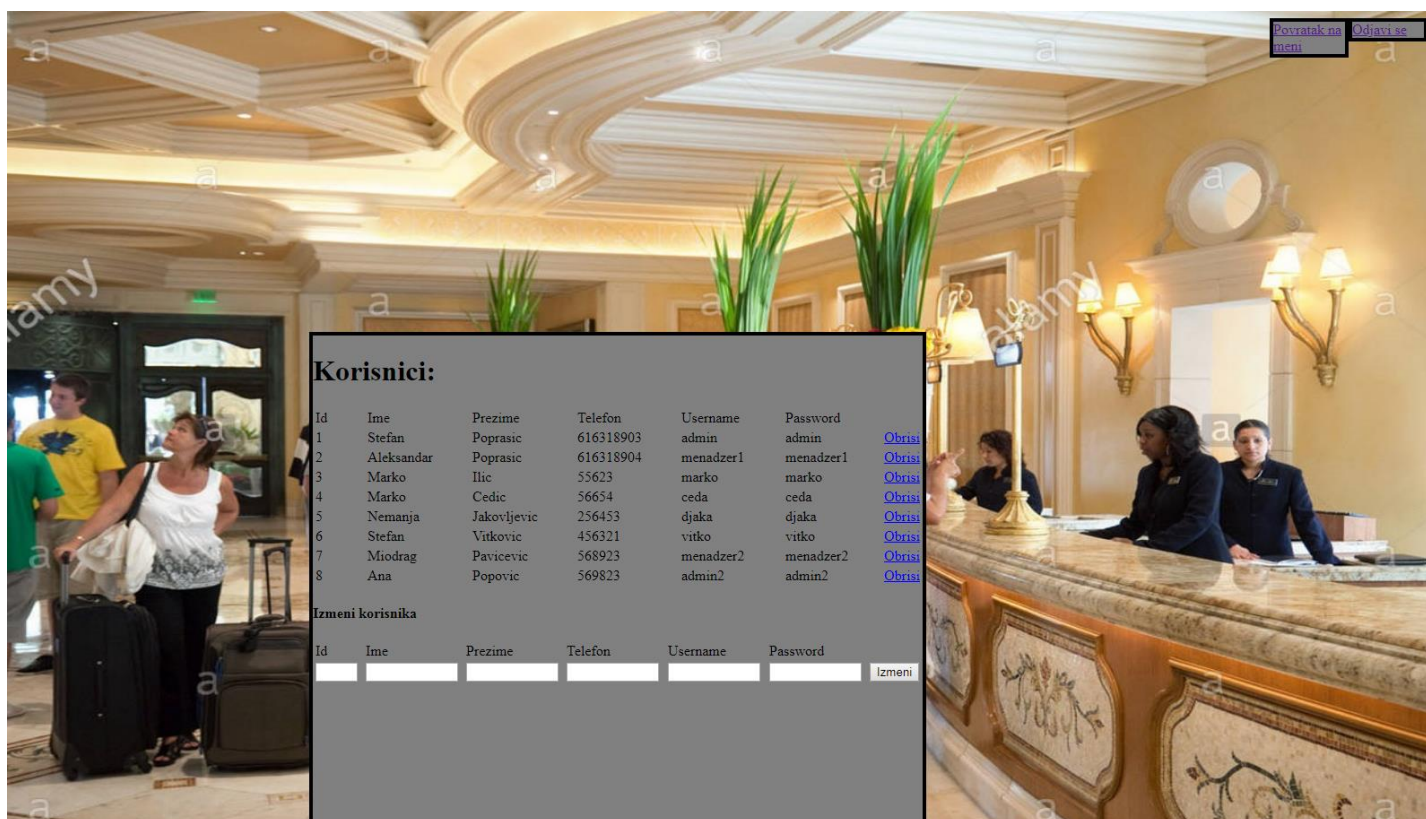 Povratak na meni
Odjavi se
Korisnici:
Id Ime Prezime Telefon Username Password
1 Stefan Poprasic 616318903 admin admin Obrisi
2 Aleksandar Poprasic 616318904 menadzer1 menadzer1 Obrisi
3 Marko Ilic 55623 marko marko Obrisi
4 Marko Cedic 56654 ceda ceda Obrisi
5 Nemanja Jakovljevic 256453 djaka djaka Obrisi
6 Stefan Vitkovic 456321 vitko vitko Obrisi
7 Miodrag Pavicevic 568923 menadzer2 menadzer2 Obrisi
8 Ana Popovic 569823 admin2 admin2 Obrisi
Izmeni korisnika
Id Ime Prezime Telefon Username Password
Izmeni